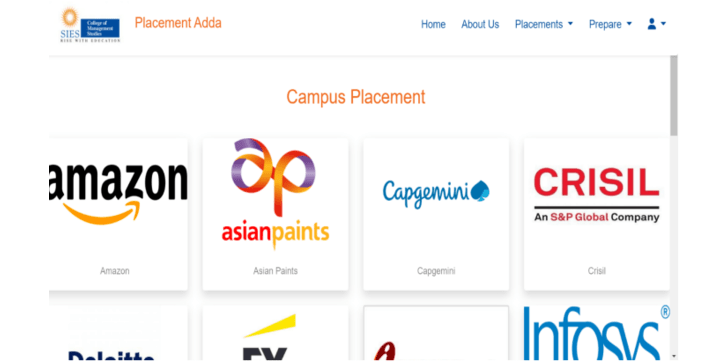 SIES
College of
Management
Studies
RISE WITH EDUCATION
Placement Adda
Home About Us Placements Prepare
Campus Placement
amazon
asianpaints
Capgemini
CRISIL
An S&P Global Company
Amazon
Asian Paints
Capgemini
Crisil
Deloitte
EY
Infosys®